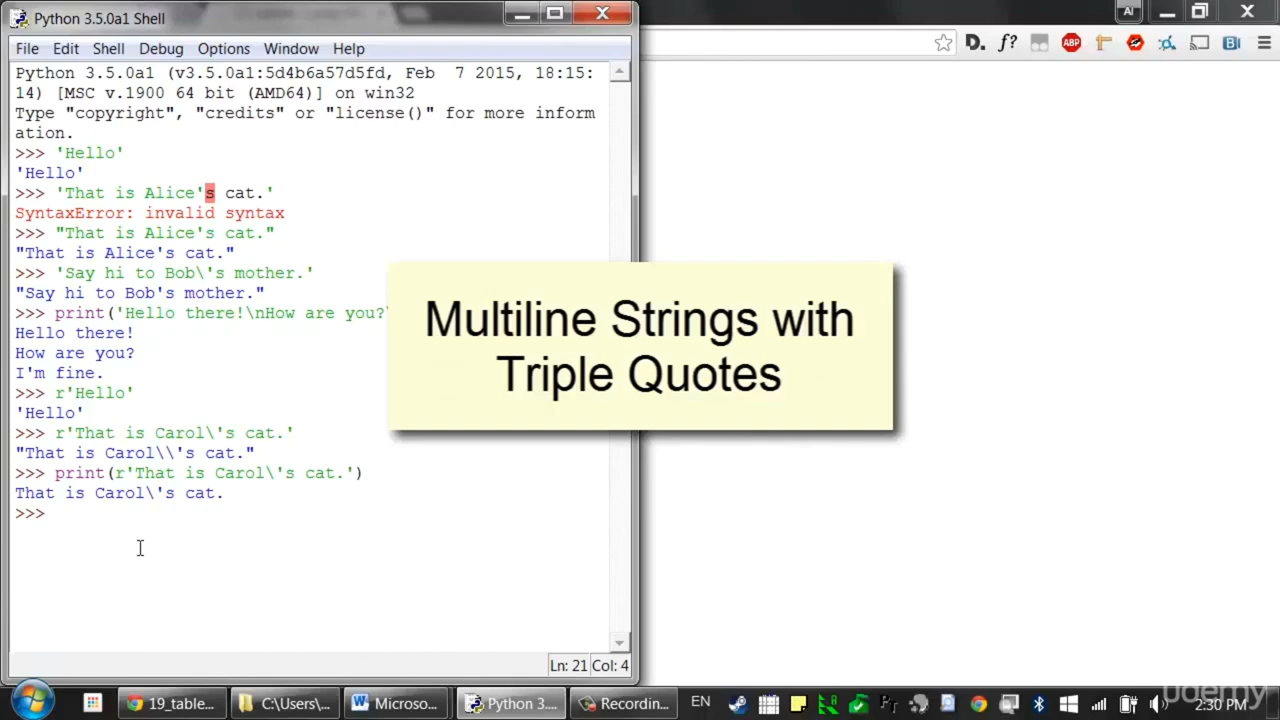 Python 3.5.0a1 Shell
File Edit Shell Debug Options Window Help
Python 3.5.0a1 (v3.5.0a1:5d4b6a57d5fd, Feb  7 2015, 18:15:
14) [MSC v.1900 64 bit (AMD64)] on win32
Type "copyright", "credits" or "license()" for more inform
ation.
>>> 'Hello'
'Hello'
>>> 'That is Alice's cat.'
SyntaxError: invalid syntax
>>> "That is Alice's cat."
"That is Alice's cat."
>>> 'Say hi to Bob\'s mother.'
"Say hi to Bob's mother."
>>> print('Hello there!\nHow are you?\
Hello there!
How are you?
I'm fine.
>>> r'Hello'
'Hello'
>>> r'That is Carol\'s cat.'
"That is Carol\\'s cat."
>>> print(r'That is Carol\'s cat.')
That is Carol\'s cat.
>>>
Ln: 21 Col: 4
Multiline Strings with
Triple Quotes
AI
D. f? ABP B
19_table... C:\Users\... Microso... Python 3.... Recordin... EN 2:30 PM
udemy